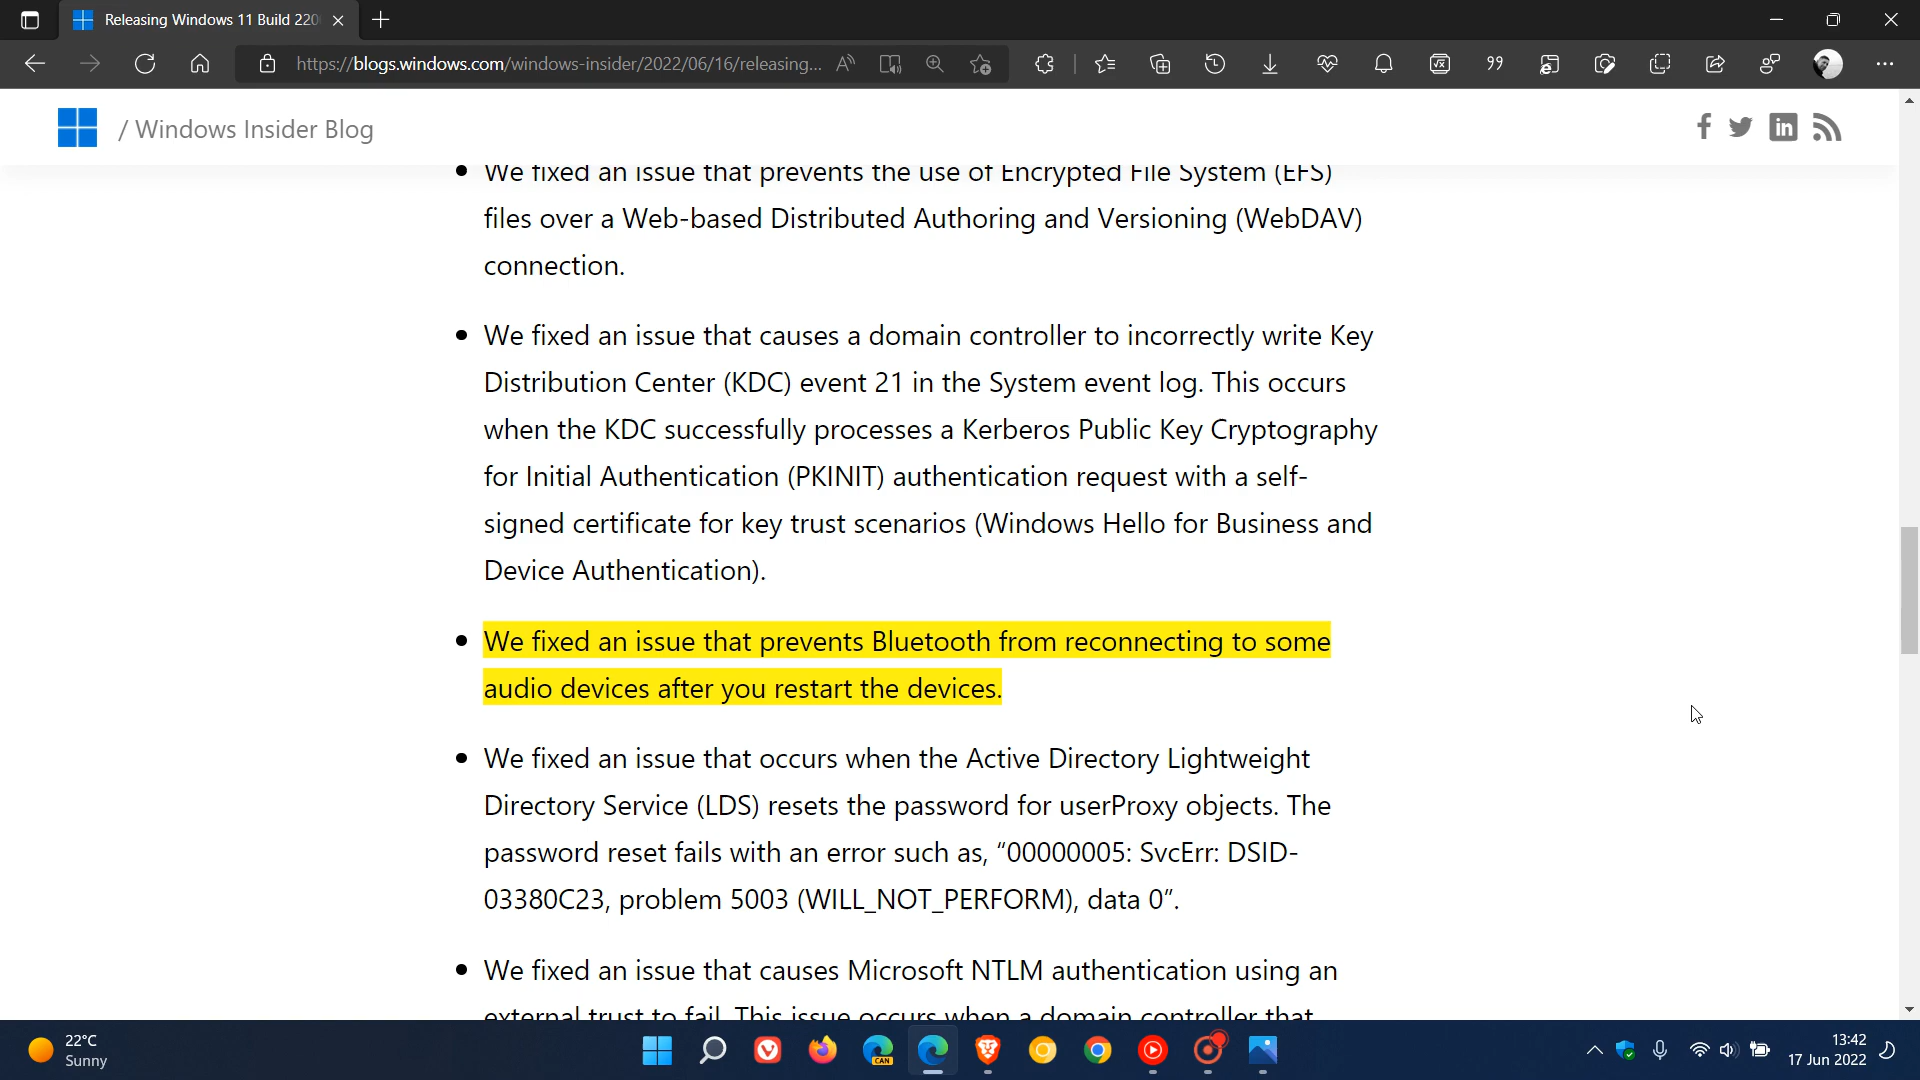 Releasing Windows 11 Build 220
https://blogs.windows.com/windows-insider/2022/06/16/releasing...
/ Windows Insider Blog
We fixed an issue that prevents the use of Encrypted File System (EFS)
files over a Web-based Distributed Authoring and Versioning (WebDAV)
connection.
We fixed an issue that causes a domain controller to incorrectly write Key
Distribution Center (KDC) event 21 in the System event log. This occurs
when the KDC successfully processes a Kerberos Public Key Cryptography
for Initial Authentication (PKINIT) authentication request with a self-
signed certificate for key trust scenarios (Windows Hello for Business and
Device Authentication).
We fixed an issue that prevents Bluetooth from reconnecting to some
audio devices after you restart the devices.
We fixed an issue that occurs when the Active Directory Lightweight
Directory Service (LDS) resets the password for userProxy objects. The
password reset fails with an error such as, “00000005: SvcErr: DSID-
03380C23, problem 5003 (WILL_NOT_PERFORM), data 0”.
We fixed an issue that causes Microsoft NTLM authentication using an
external trust to fail. This issue occurs when a domain controller that
22°C
Sunny
CAN
13:42
17 Jun 2022